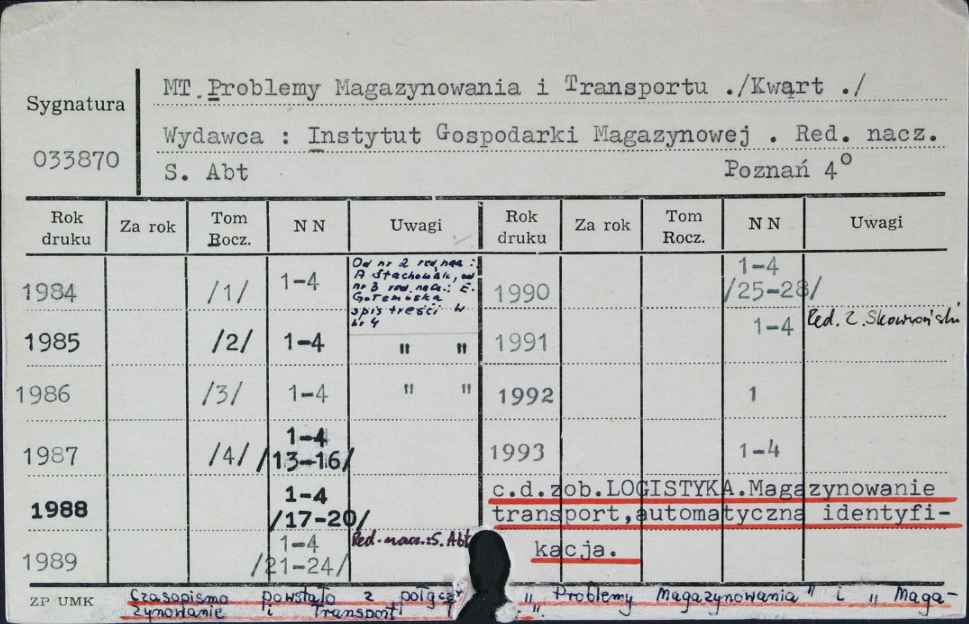 MT.Problemy Magazynowania i Transportu ./Kwart ./
Sygnatura
Wydawca : Instytut Gospodarki Magazynowej . Red. nacz.
033870
S. Abt Poznań 4°
Rok druku Za rok Tom Rocz. N N Uwagi Rok druku Za rok Tom Rocz. N N Uwagi
1984 /1/ 1-4 Od nr 2 red. nacz :
A Stachowiak, od
nr 3 red. nacz.: E.
Gołembska
spis treści w
nr 4
1990 1-4
/25-28/
1985 /2/ 1-4 " "
1991 1-4 Red. Z. Skowroński
1986 /3/ 1-4 " "
1992 1
1987 /4/ 1-4
/13-16/
1993 1-4
1988 1-4
/17-20/
c.d.zob.LOGISTYKA.Magazynowanie
transport,automatyczna identyfi-
kacja.
1989 1-4
/21-24/
Red. nacz.: S. Abt
ZP UMK
Czasopismo powstało z " Problemy Magazynowania " i " Maga-
zynowanie i Transport "